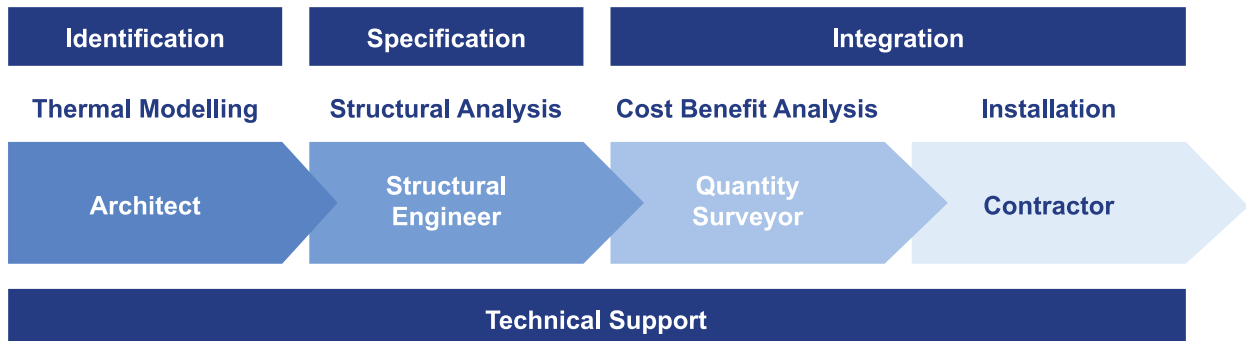 Identification
Specification
Integration
Thermal Modelling
Structural Analysis
Cost Benefit Analysis
Installation
Architect
Structural
Engineer
Quantity
Surveyor
Contractor
Technical Support